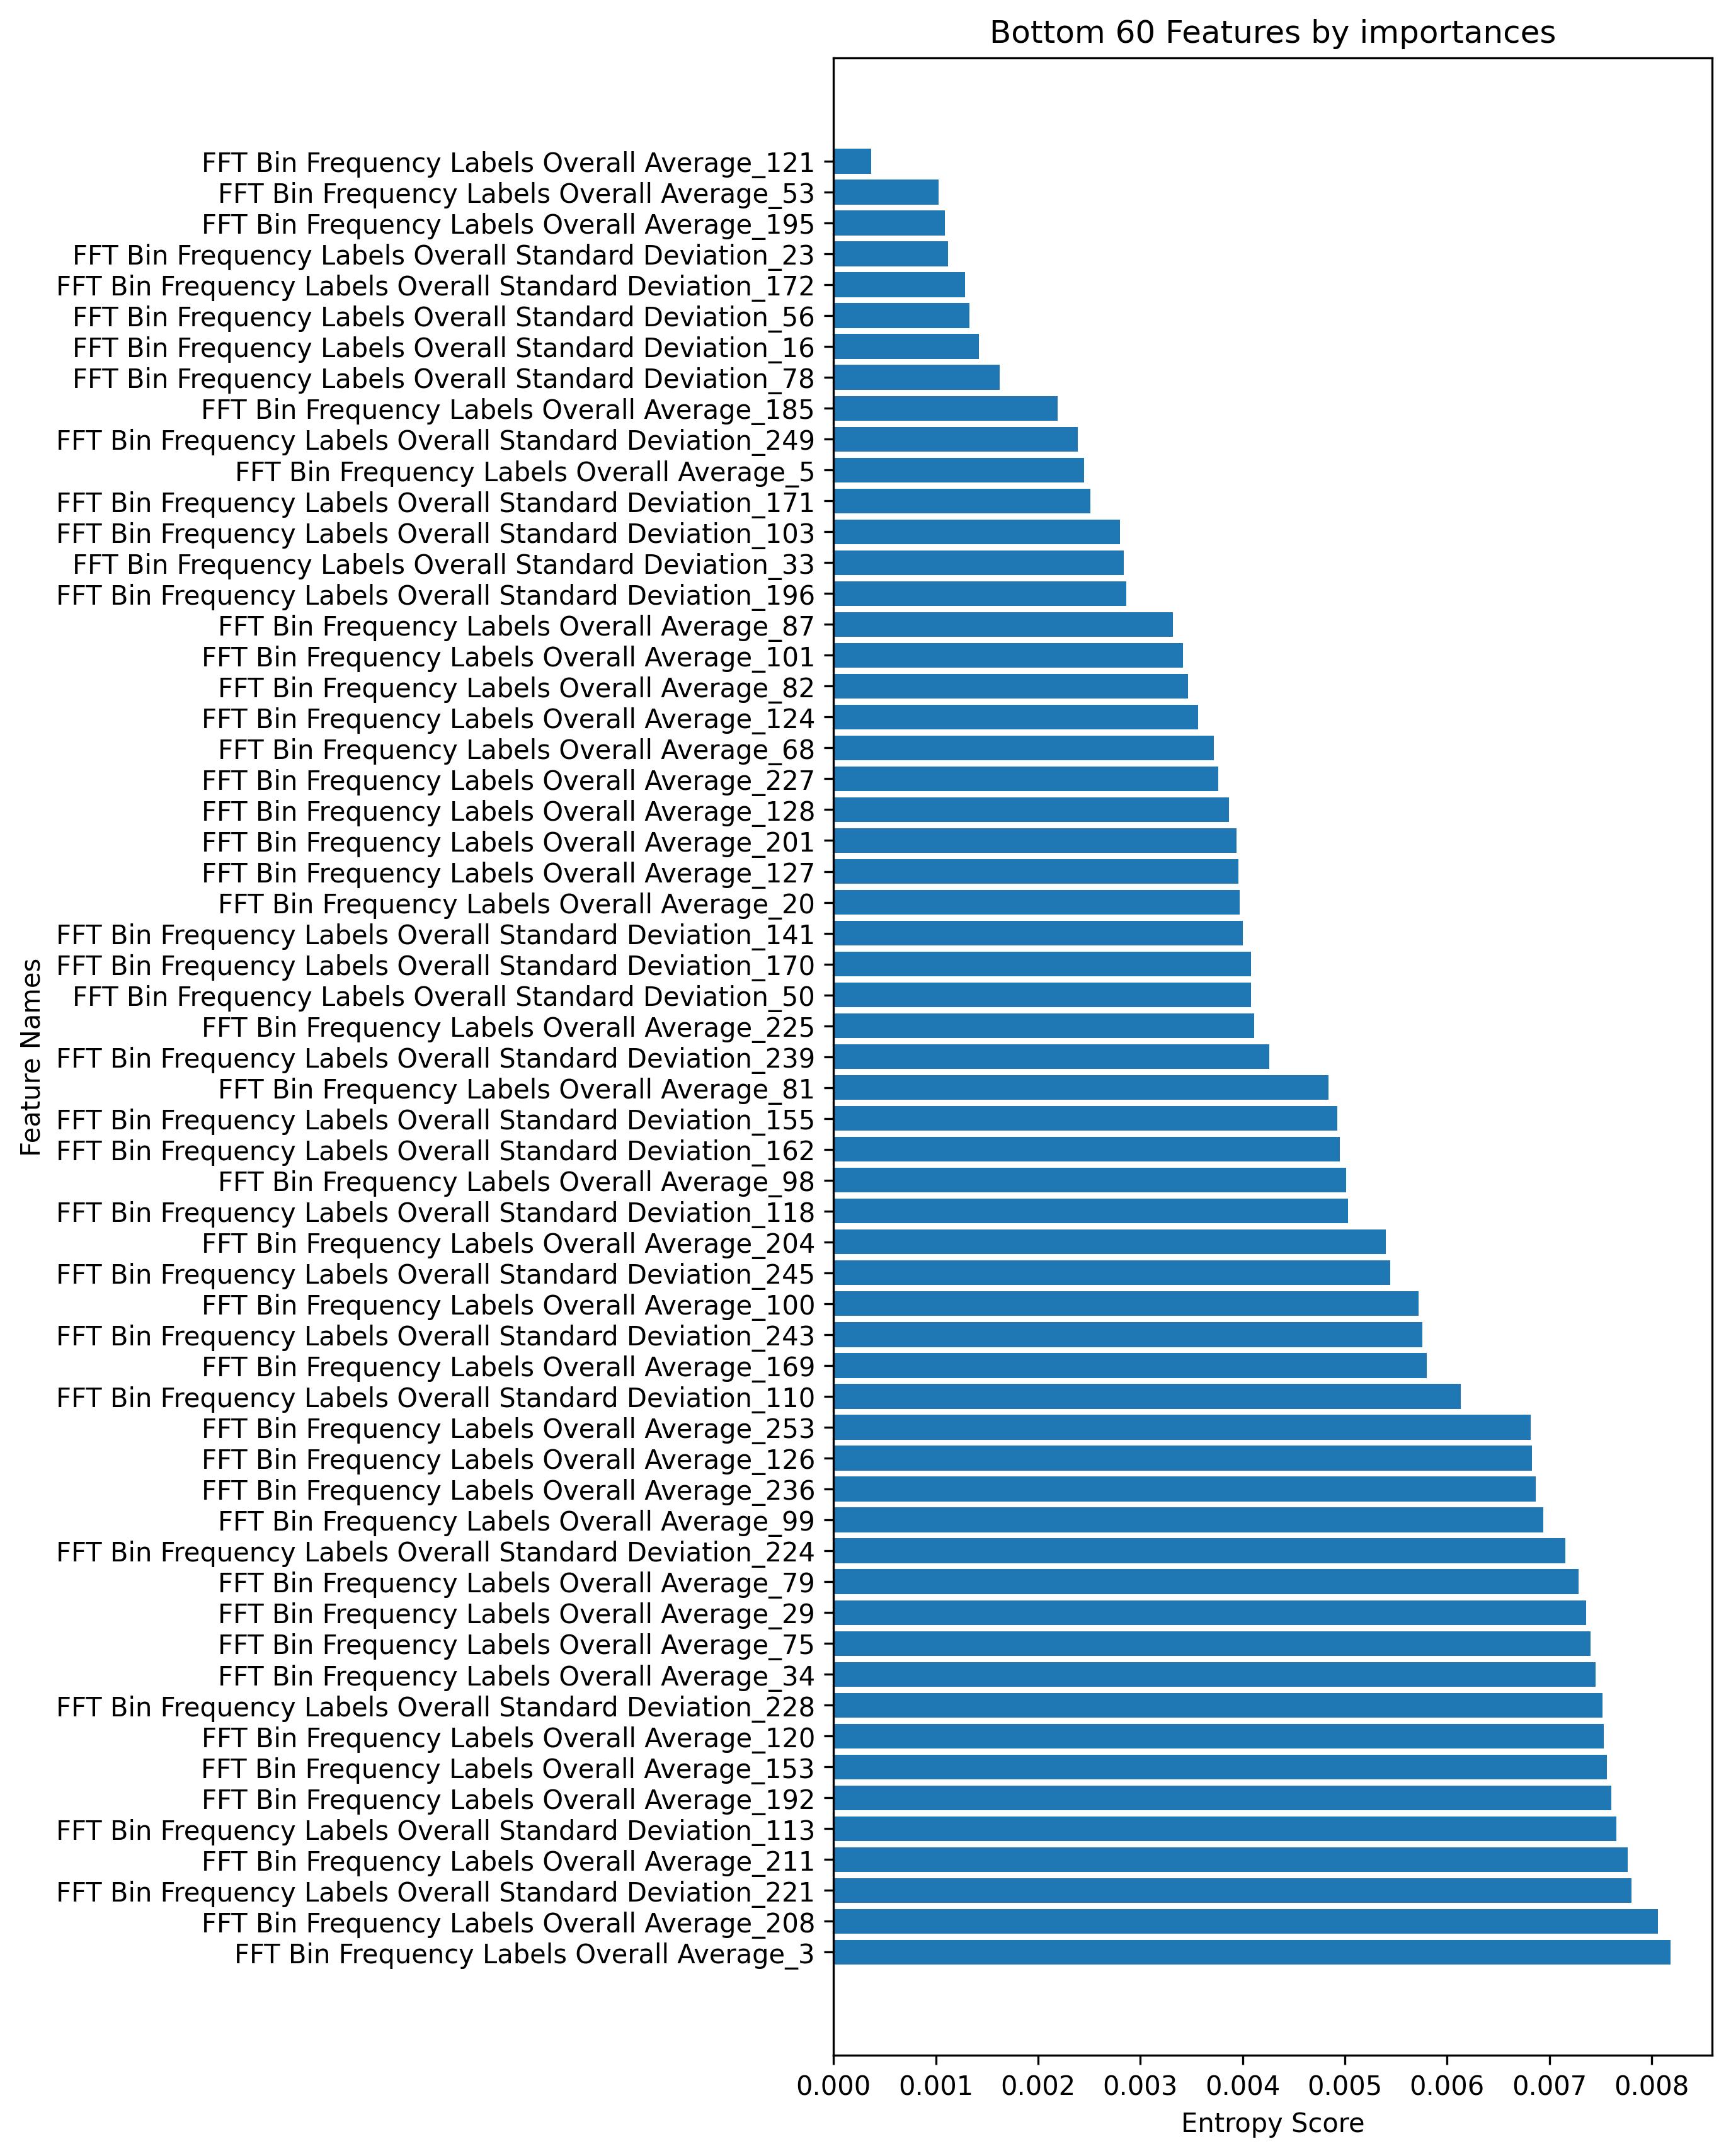 Bottom 60 Features by importances
FFT Bin Frequency Labels Overall Average_121
FFT Bin Frequency Labels Overall Average_53
FFT Bin Frequency Labels Overall Average_195
FFT Bin Frequency Labels Overall Standard Deviation_23
FFT Bin Frequency Labels Overall Standard Deviation_172
FFT Bin Frequency Labels Overall Standard Deviation_56
FFT Bin Frequency Labels Overall Standard Deviation_16
FFT Bin Frequency Labels Overall Standard Deviation_78
FFT Bin Frequency Labels Overall Average_185
FFT Bin Frequency Labels Overall Standard Deviation_249
FFT Bin Frequency Labels Overall Average_5
FFT Bin Frequency Labels Overall Standard Deviation_171
FFT Bin Frequency Labels Overall Standard Deviation_103
FFT Bin Frequency Labels Overall Standard Deviation_33
FFT Bin Frequency Labels Overall Standard Deviation_196
FFT Bin Frequency Labels Overall Average_87
FFT Bin Frequency Labels Overall Average_101
FFT Bin Frequency Labels Overall Average_82
FFT Bin Frequency Labels Overall Average_124
FFT Bin Frequency Labels Overall Average_68
FFT Bin Frequency Labels Overall Average_227
FFT Bin Frequency Labels Overall Average_128
FFT Bin Frequency Labels Overall Average_201
FFT Bin Frequency Labels Overall Average_127
FFT Bin Frequency Labels Overall Average_20
FFT Bin Frequency Labels Overall Standard Deviation_141
FFT Bin Frequency Labels Overall Standard Deviation_170
FFT Bin Frequency Labels Overall Standard Deviation_50
FFT Bin Frequency Labels Overall Average_225
FFT Bin Frequency Labels Overall Standard Deviation_239
FFT Bin Frequency Labels Overall Average_81
FFT Bin Frequency Labels Overall Standard Deviation_155
FFT Bin Frequency Labels Overall Standard Deviation_162
FFT Bin Frequency Labels Overall Average_98
FFT Bin Frequency Labels Overall Standard Deviation_118
FFT Bin Frequency Labels Overall Average_204
FFT Bin Frequency Labels Overall Standard Deviation_245
FFT Bin Frequency Labels Overall Average_100
FFT Bin Frequency Labels Overall Standard Deviation_243
FFT Bin Frequency Labels Overall Average_169
FFT Bin Frequency Labels Overall Standard Deviation_110
FFT Bin Frequency Labels Overall Average_253
FFT Bin Frequency Labels Overall Average_126
FFT Bin Frequency Labels Overall Average_236
FFT Bin Frequency Labels Overall Average_99
FFT Bin Frequency Labels Overall Standard Deviation_224
FFT Bin Frequency Labels Overall Average_79
FFT Bin Frequency Labels Overall Average_29
FFT Bin Frequency Labels Overall Average_75
FFT Bin Frequency Labels Overall Average_34
FFT Bin Frequency Labels Overall Standard Deviation_228
FFT Bin Frequency Labels Overall Average_120
FFT Bin Frequency Labels Overall Average_153
FFT Bin Frequency Labels Overall Average_192
FFT Bin Frequency Labels Overall Standard Deviation_113
FFT Bin Frequency Labels Overall Average_211
FFT Bin Frequency Labels Overall Standard Deviation_221
FFT Bin Frequency Labels Overall Average_208
FFT Bin Frequency Labels Overall Average_3
Feature Names
0.000 0.001 0.002 0.003 0.004 0.005 0.006 0.007 0.008
Entropy Score